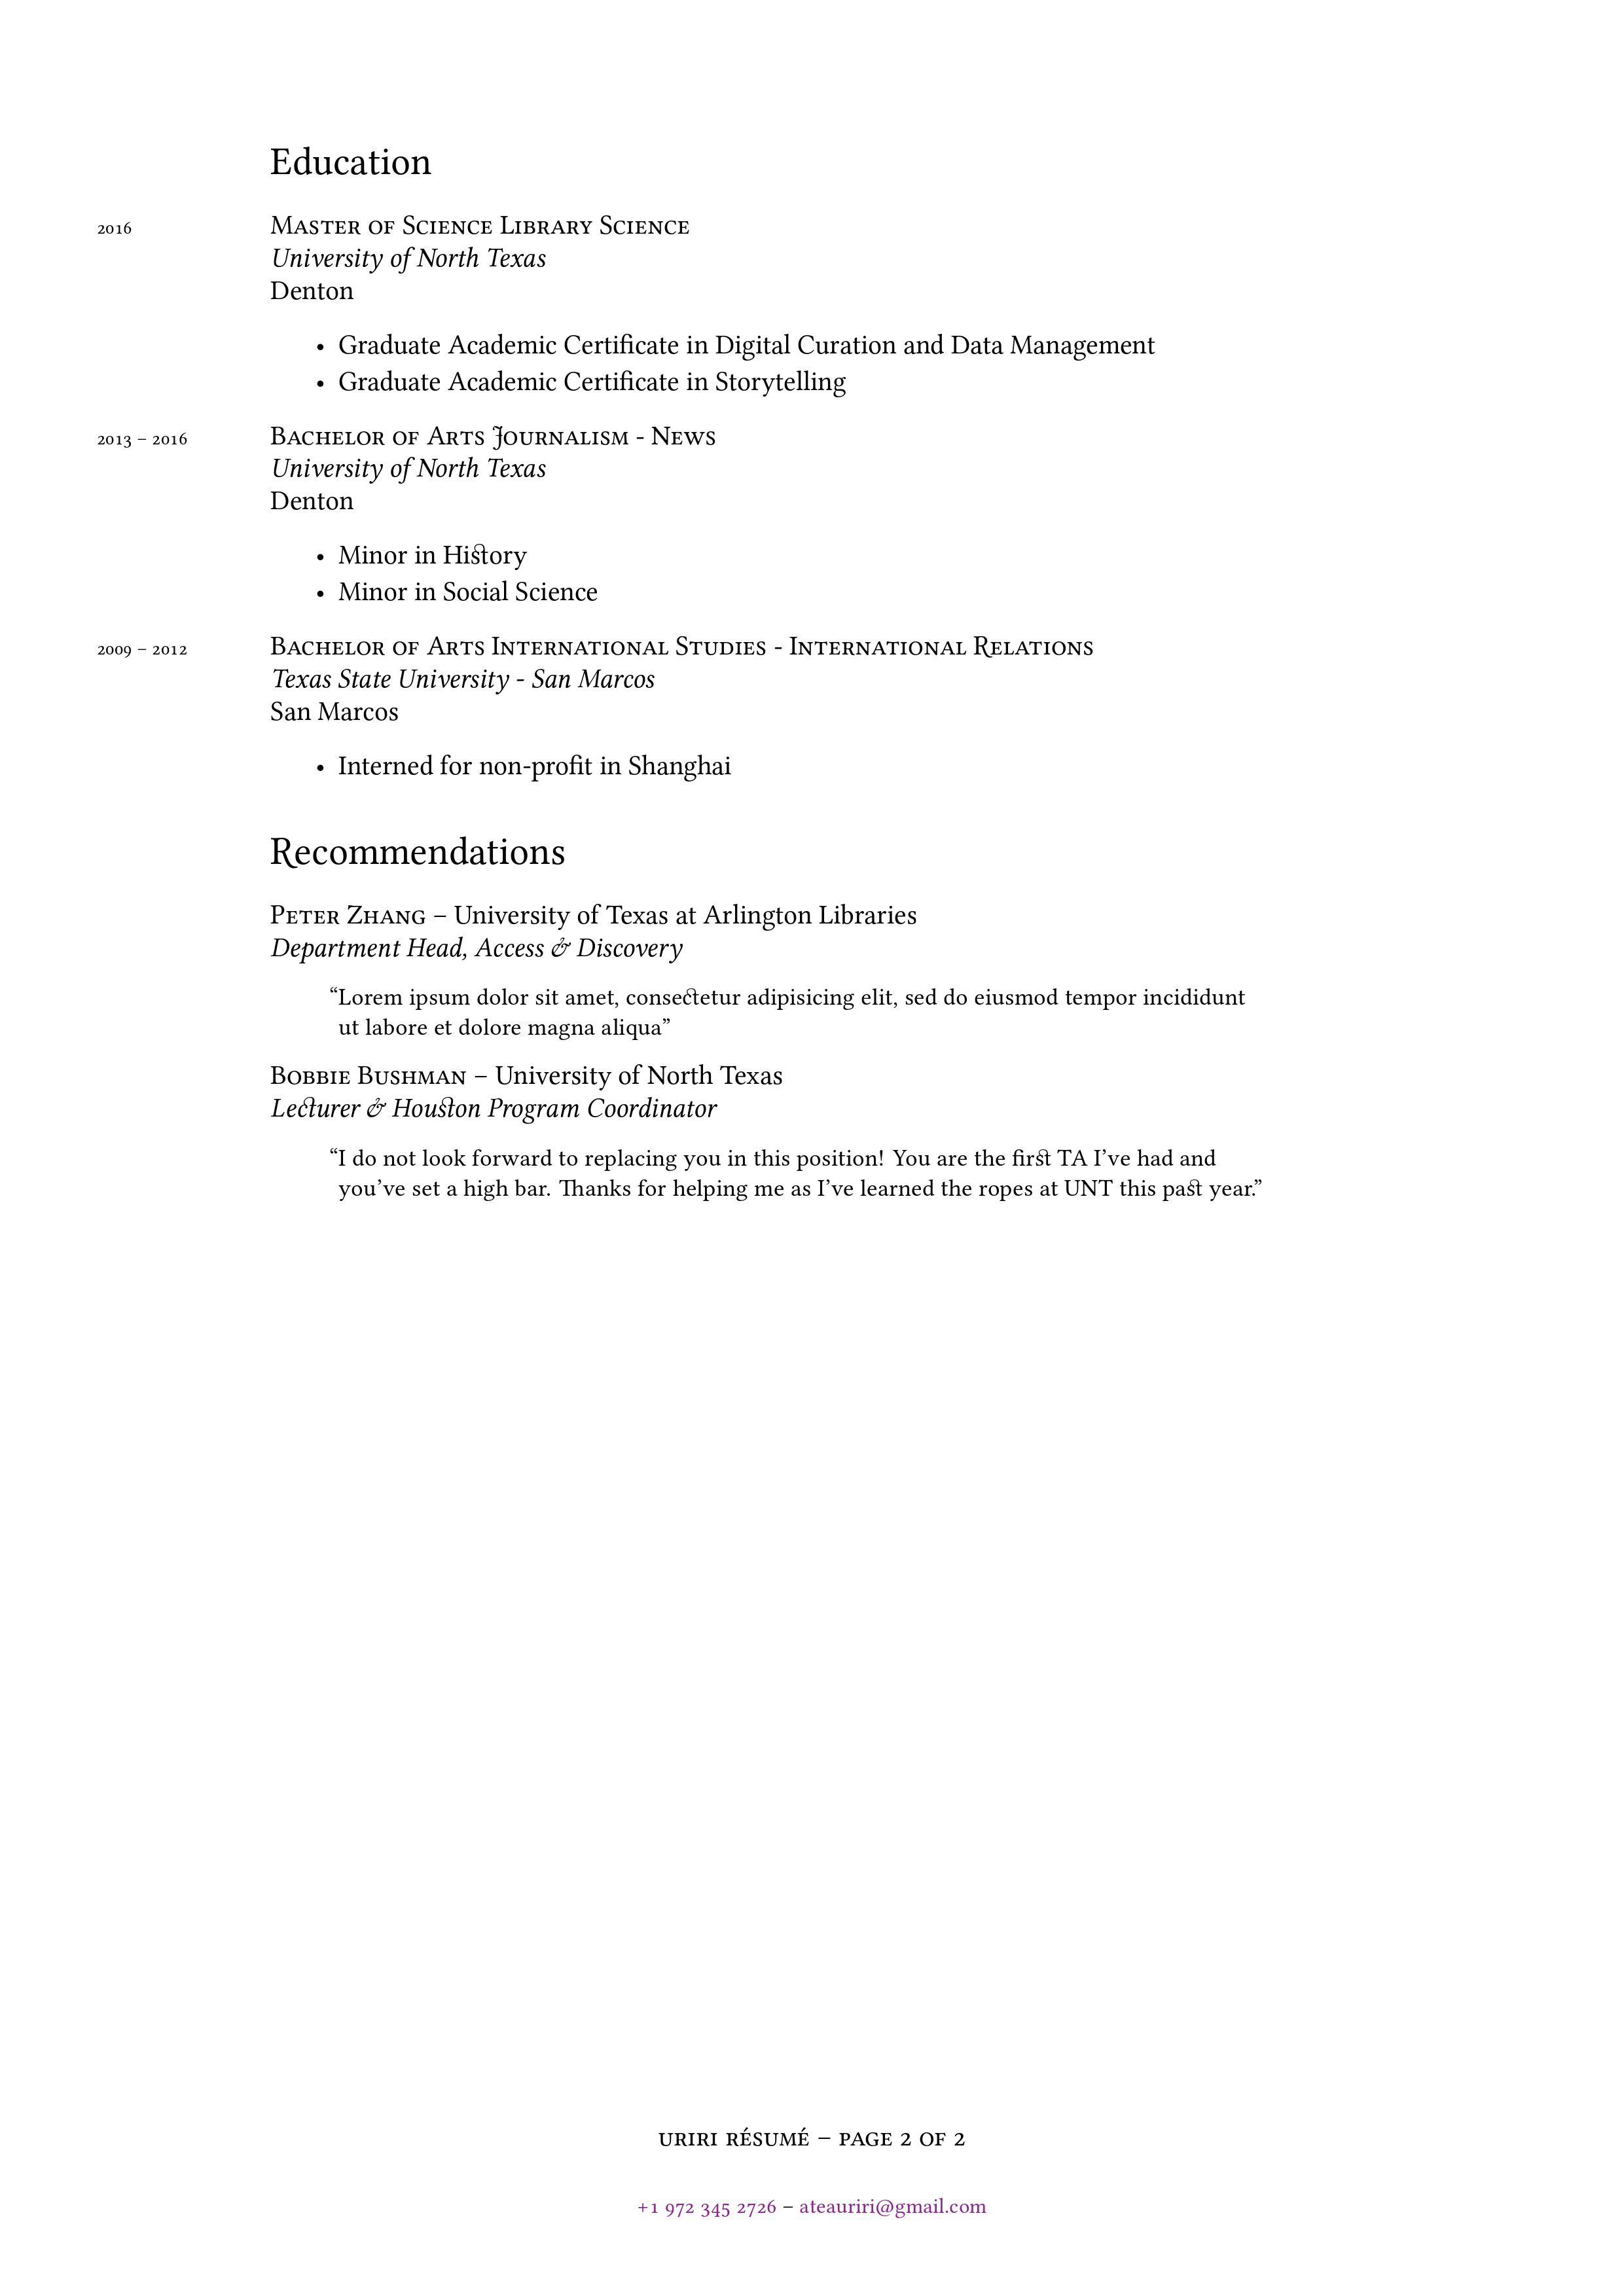 Education
2016 Master of Science Library Science
University of North Texas
Denton
• Graduate Academic Certificate in Digital Curation and Data Management
• Graduate Academic Certificate in Storytelling
2013 – 2016 Bachelor of Arts Journalism - News
University of North Texas
Denton
• Minor in History
• Minor in Social Science
2009 – 2012 Bachelor of Arts International Studies - International Relations
Texas State University - San Marcos
San Marcos
• Interned for non-profit in Shanghai
Recommendations
Peter Zhang – University of Texas at Arlington Libraries
Department Head, Access & Discovery
“Lorem ipsum dolor sit amet, consectetur adipisicing elit, sed do eiusmod tempor incididunt
ut labore et dolore magna aliqua”
Bobbie Bushman – University of North Texas
Lecturer & Houston Program Coordinator
“I do not look forward to replacing you in this position! You are the first TA I’ve had and
you’ve set a high bar. Thanks for helping me as I’ve learned the ropes at UNT this past year.”
uriri résumé – page 2 of 2
+1 972 345 2726 – ateauriri@gmail.com